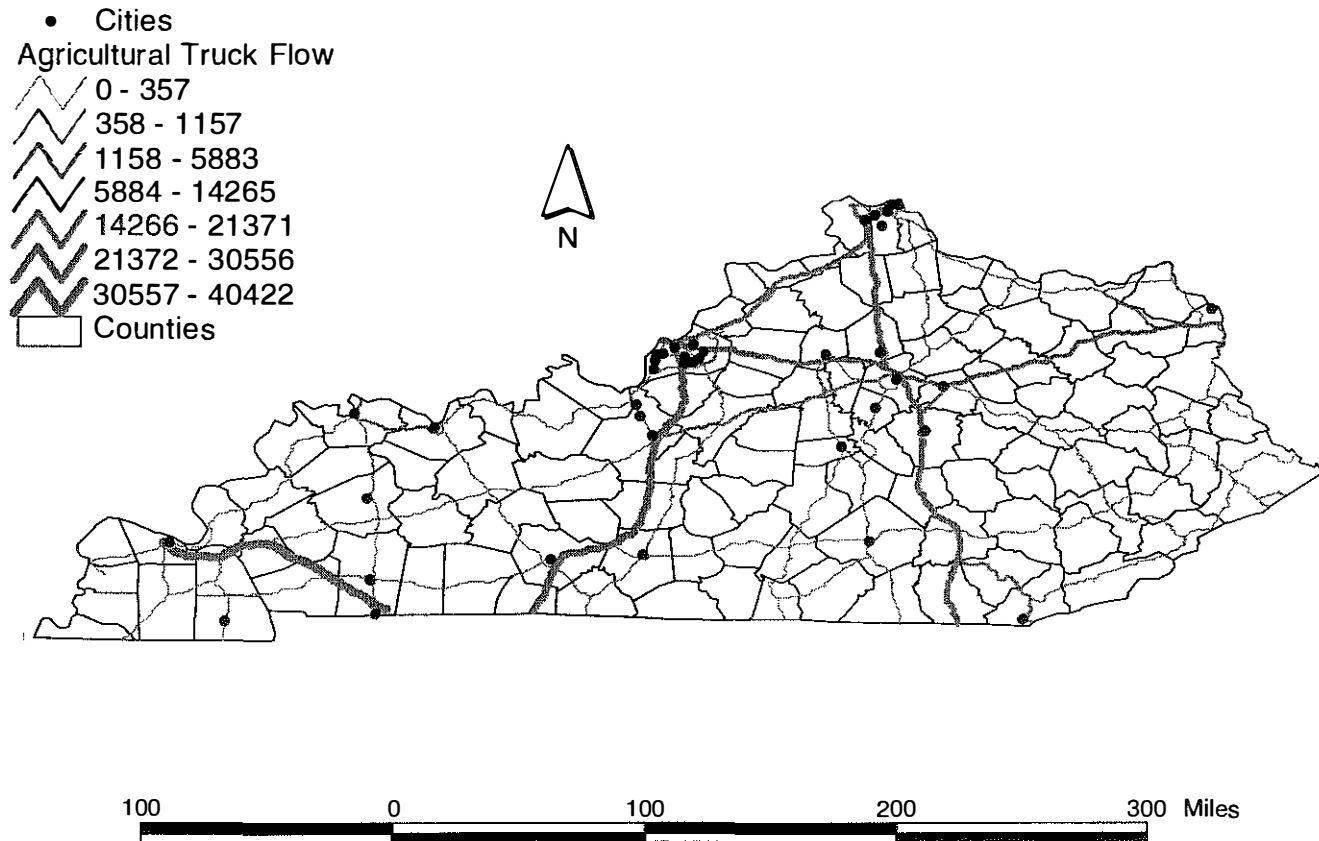 Cities
Agricultural Truck Flow
0 - 357
358 - 1157
1158 - 5883
5884 - 14265
14266 - 21371
21372 - 30556
30557 - 40422
Counties
N
100 0 100 200 300 Miles